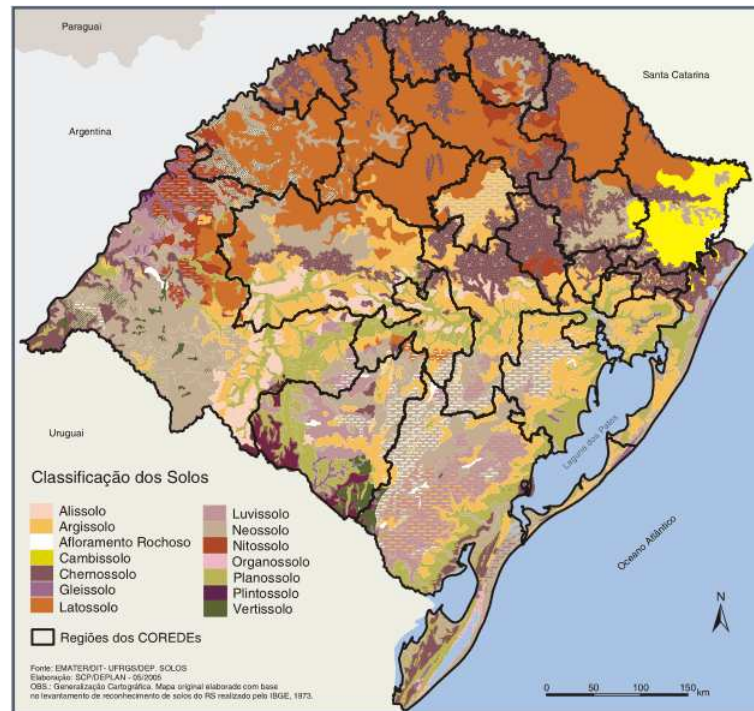 Paraguai
Santa Catarina
Argentina
Uruguai
Laguna dos Patos
Oceano Atlântico
Classificação dos Solos
Alissolo
Argissolo
Afloramento Rochoso
Cambissolo
Chernossolo
Gleissolo
Latossolo
Luvissolo
Neossolo
Nitossolo
Organossolo
Planossolo
Plintossolo
Vertissolo
Regiões dos COREDEs
Fonte: EMATER/DIT- UFRGS/DEP. SOLOS
Elaboração: SCP/DEPLAN - 05/2005
OBS.: Generalização Cartográfica. Mapa original elaborado com base
no levantamento de reconhecimento de solos do RS realizado pelo IBGE, 1973.
N
0 50 100 150 km